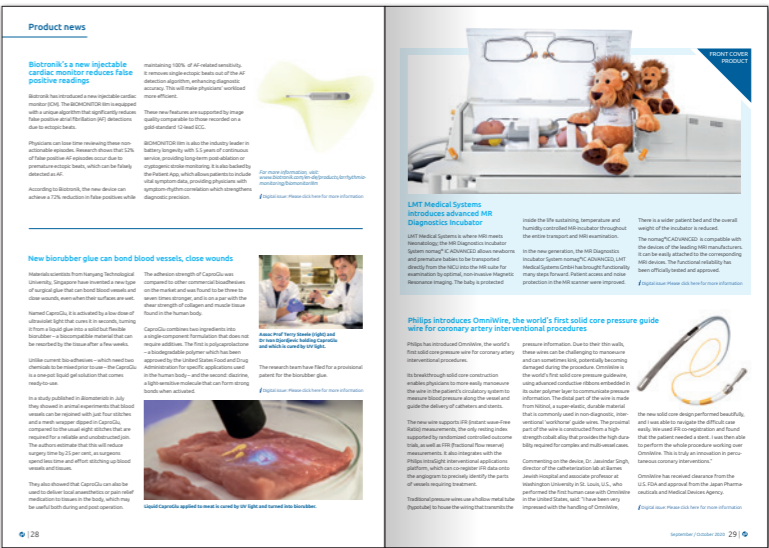 Product news
Biotronik's a new injectable
cardiac monitor reduces false
positive readings
Biotronik has introduced a new injectable cardiac
monitor (ICM). The BIOMONITOR IIIm is equipped
with a unique algorithm that significantly reduces
false positive atrial fibrillation (AF) detections
due to ectopic beats.
Physicians can lose time reviewing these non-
actionable episodes. Research shows that 52%
of false positive AF episodes occur due to
premature ectopic beats, which can be falsely
detected as AF.
According to Biotronik, the new device can
achieve a 72% reduction in false positives while
maintaining 100% of AF-related sensitivity.
It removes single ectopic beats out of the AF
detection algorithm, enhancing diagnostic
accuracy. This will make physicians' workload
more efficient.
These new features are supported by image
quality comparable to those recorded on a
gold-standard 12-lead ECG.
BIOMONITOR IIIm is also the industry leader in
battery longevity with 5.5 years of continuous
service, providing long-term post-ablation or
cryptogenic stroke monitoring. It is also backed by
the Patient App, which allows patients to include
vital symptom data, providing physicians with
symptom-rhythm correlation which strengthens
diagnostic precision.
For more information, visit:
www.biotronik.com/en-de/products/arrhythmia-
monitoring/biomonitor-iiim
i Digital issue: Please click here for more information
New biorubber glue can bond blood vessels, close wounds
Materials scientists from Nanyang Technological
University, Singapore have invented a new type
of surgical glue that can bond blood vessels and
close wounds, even when their surfaces are wet.
Named CaproGlu, it is activated by a low dose of
ultraviolet light that cures it in seconds, turning
it from a liquid glue into a solid but flexible
biorubber – a biocompatible material that can
be resorbed by the tissue after a few weeks.
Unlike current bio-adhesives – which need two
chemicals to be mixed prior to use – the CaproGlu
is a one-pot liquid gel solution that comes
ready-to-use.
In a study published in Biomaterials in July
they showed in animal experiments that blood
vessels can be rejoined with just four stitches
and a mesh wrapper dipped in CaproGlu,
compared to the usual eight stitches that are
required for a reliable and unobstructed join.
The authors estimate that this will reduce
surgery time by 25 per cent, as surgeons
spend less time and effort stitching up blood
vessels and tissues.
They also showed that CaproGlu can also be
used to deliver local anaesthetics or pain relief
medication to tissues in the body, which may
be useful both during and post operation.
The adhesion strength of CaproGlu was
compared to other commercial bioadhesives
on the market and was found to be three to
seven times stronger, and is on a par with the
shear strength of collagen and muscle tissue
found in the human body.
CaproGlu combines two ingredients into
a single-component formulation that does not
require additives. The first is polycaprolactone
– a biodegradable polymer which has been
approved by the United States Food and Drug
Administration for specific applications used
in the human body – and the second: diazirine,
a light-sensitive molecule that can form strong
bonds when activated.
Assoc Prof Terry Steele (right) and
Dr Ivan Djordjevic holding CaproGlu
and which is cured by UV light.
The research team have filed for a provisional
patent for the biorubber glue.
i Digital issue: Please click here for more information
Liquid CaproGlu applied to meat is cured by UV light and turned into biorubber.
28
FRONT COVER
PRODUCT
LMT Medical Systems
introduces advanced MR
Diagnostics Incubator
LMT Medical Systems is where MRI meets
Neonatology; the MR Diagnostics Incubator
System nomag®IC ADVANCED allows newborns
and premature babies to be transported
directly from the NICU into the MR suite for
examination by optimal, non-invasive Magnetic
Resonance Imaging. The baby is protected
inside the life sustaining, temperature and
humidity controlled MR-incubator throughout
the entire transport and MRI examination.
In the new generation, the MR Diagnostics
Incubator System nomag®IC ADVANCED, LMT
Medical Systems GmbH has brought functionality
many steps forward. Patient access and noise
protection in the MR scanner were improved.
There is a wider patient bed and the overall
weight of the incubator is reduced.
The nomag®IC ADVANCED is compatible with
the devices of the leading MRI manufacturers.
It can be easily attached to the corresponding
MRI devices. The functional reliability has
been officially tested and approved.
i Digital issue: Please click here for more information
Philips introduces OmniWire, the world's first solid core pressure guide
wire for coronary artery interventional procedures
Philips has introduced OmniWire, the world's
first solid core pressure wire for coronary artery
interventional procedures.
Its breakthrough solid core construction
enables physicians to more easily manoeuvre
the wire in the patient's circulatory system to
measure blood pressure along the vessel and
guide the delivery of catheters and stents.
The new wire supports iFR (instant wave-Free
Ratio) measurements, the only resting index
supported by randomized controlled outcome
trials, as well as FFR (fractional flow reserve)
measurements. It also integrates with the
Philips IntraSight interventional applications
platform, which can co-register iFR data onto
the angiogram to precisely identify the parts
of vessels requiring treatment.
Traditional pressure wires use a hollow metal tube
(hypotube) to house the wiring that transmits the
pressure information. Due to their thin walls,
these wires can be challenging to manoeuvre
and can sometimes kink, potentially becoming
damaged during the procedure. OmniWire is
the world's first solid core pressure guidewire,
using advanced conductive ribbons embedded in
its outer polymer layer to communicate pressure
information. The distal part of the wire is made
from Nitinol, a super-elastic, durable material
that is commonly used in non-diagnostic, inter-
ventional 'workhorse' guide wires. The proximal
part of the wire is constructed from a high-
strength cobalt alloy that provides the high dura-
bility required for complex and multi-vessel cases.
Commenting on the device, Dr. Jasvindar Singh,
director of the catheterization lab at Barnes
Jewish Hospital and associate professor at
Washington University in St. Louis, U.S., who
performed the first human case with OmniWire
in the United States, said: "I have been very
impressed with the handling of OmniWire,
the new solid core design performed beautifully,
and I was able to navigate the difficult case
easily. We used iFR co-registration and found
that the patient needed a stent. I was then able
to perform the whole procedure working over
OmniWire. This is truly an innovation in percu-
taneous coronary interventions."
OmniWire has received clearance from the
U.S. FDA and approval from the Japan Pharma-
ceuticals and Medical Devices Agency.
i Digital issue: Please click here for more information
September / October 2020 29